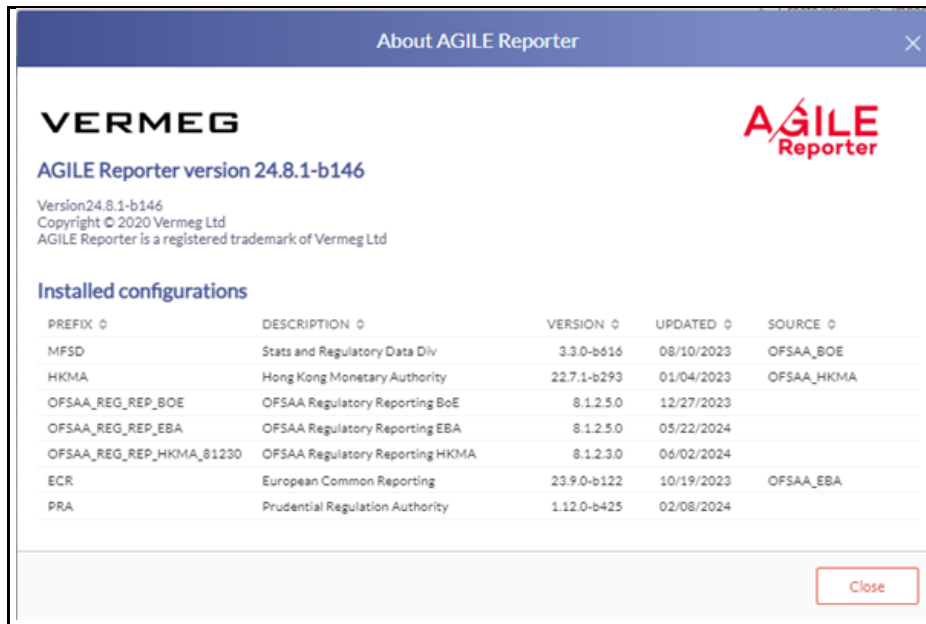 About AGILE Reporter
VERMEG
AGILE
Reporter
AGILE Reporter version 24.8.1-b146
Version24.8.1-b146
Copyright © 2020 Vermeg Ltd
AGILE Reporter is a registered trademark of Vermeg Ltd
Installed configurations
PREFIX DESCRIPTION VERSION UPDATED SOURCE
MFSD Stats and Regulatory Data Div 3.3.0-b616 08/10/2023 OFSAA_BOE
HKMA Hong Kong Monetary Authority 22.7.1-b293 01/04/2023 OFSAA_HKMA
OFSAA_REG_REP_BOE OFSAA Regulatory Reporting BoE 8.1.2.5.0 12/27/2023
OFSAA_REG_REP_EBA OFSAA Regulatory Reporting EBA 8.1.2.5.0 05/22/2024
OFSAA_REG_REP_HKMA_81230 OFSAA Regulatory Reporting HKMA 8.1.2.3.0 06/02/2024
ECR European Common Reporting 23.9.0-b122 10/19/2023 OFSAA_EBA
PRA Prudential Regulation Authority 1.12.0-b425 02/08/2024
Close